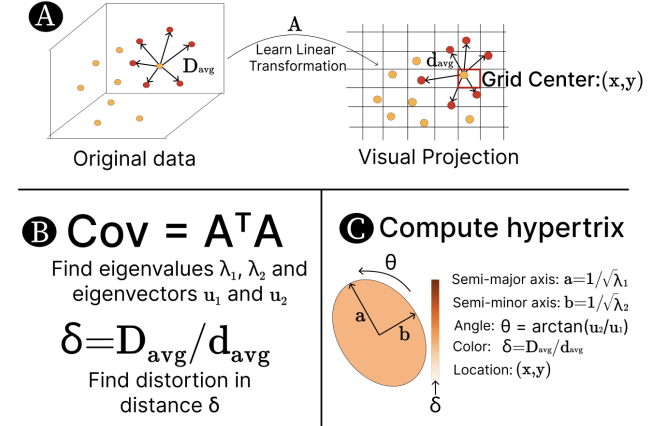 A
A
Learn Linear
Transformation
D_avg
d_avg
Grid Center:(x,y)
Original data
Visual Projection
B Cov = AᵀA
Find eigenvalues λ₁, λ₂ and
eigenvectors u₁ and u₂
δ=D_avg/d_avg
Find distortion in
distance δ
C Compute hypertrix
θ
a
b
δ
Semi-major axis: a=1/√λ₁
Semi-minor axis: b=1/√λ₂
Angle: θ = arctan(u₂/u₁)
Color: δ=D_avg/d_avg
Location: (x,y)